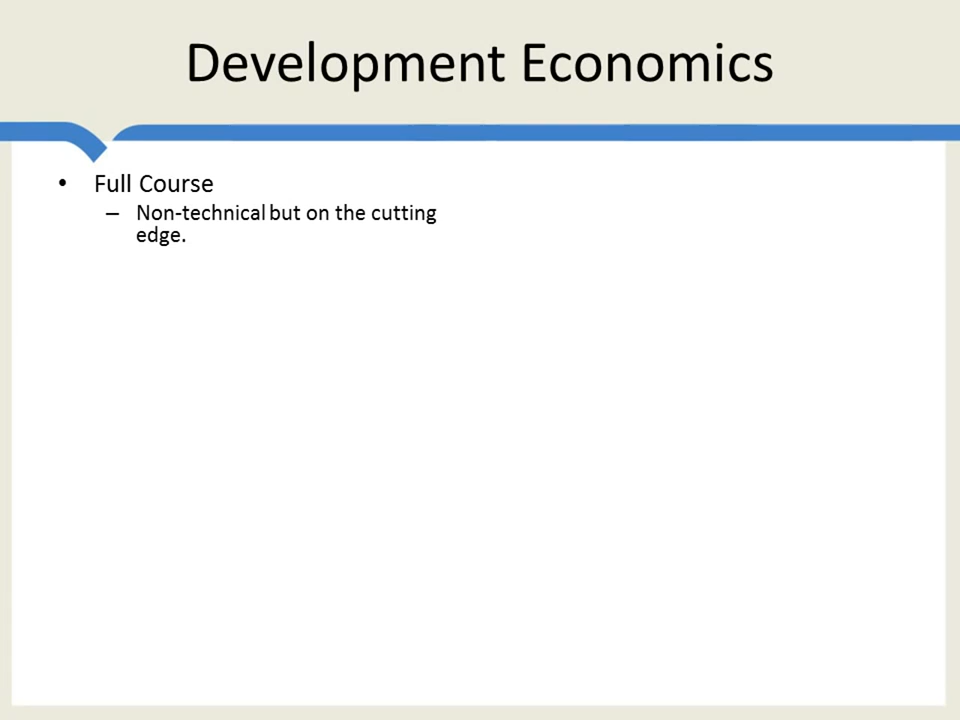 Development Economics
• Full Course
– Non-technical but on the cutting
edge.